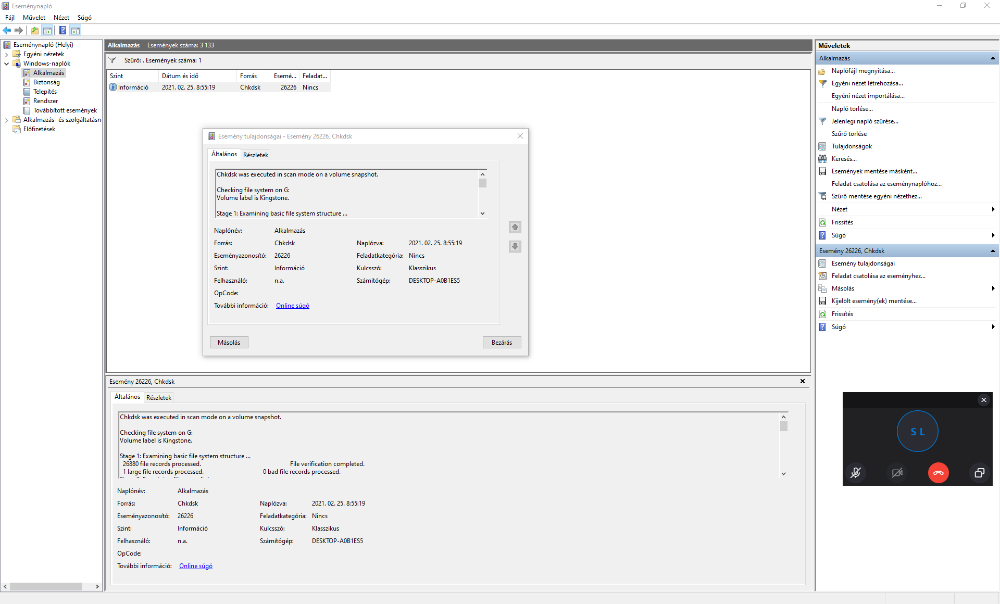 Eseménynapló
Fájl Művelet Nézet Súgó
Eseménynapló (Helyi)
Egyéni nézetek
Windows-naplók
Alkalmazás
Biztonság
Telepítés
Rendszer
Továbbított események
Alkalmazás- és szolgáltatásn
Előfizetések
Alkalmazás Események száma: 3 133
Szűrő: . Események száma: 1
Szint Dátum és idő Forrás Esemé... Feladat...
Információ 2021. 02. 25. 8:55:19 Chkdsk 26226 Nincs
Esemény tulajdonságai - Esemény 26226, Chkdsk
Általános Részletek
Chkdsk was executed in scan mode on a volume snapshot.
Checking file system on G:
Volume label is Kingstone.
Stage 1: Examining basic file system structure ...
Naplónév: Alkalmazás
Forrás: Chkdsk Naplózva: 2021. 02. 25. 8:55:19
Eseményazonosító: 26226 Feladatkategória: Nincs
Szint: Információ Kulcsszó: Klasszikus
Felhasználó: n.a. Számítógép: DESKTOP-A0B1ES5
OpCode:
További információ: Online súgó
Másolás Bezárás
Esemény 26226, Chkdsk
Általános Részletek
Chkdsk was executed in scan mode on a volume snapshot.
Checking file system on G:
Volume label is Kingstone.
Stage 1: Examining basic file system structure ...
26880 file records processed. File verification completed.
1 large file records processed. 0 bad file records processed.
Naplónév: Alkalmazás
Forrás: Chkdsk Naplózva: 2021. 02. 25. 8:55:19
Eseményazonosító: 26226 Feladatkategória: Nincs
Szint: Információ Kulcsszó: Klasszikus
Felhasználó: n.a. Számítógép: DESKTOP-A0B1ES5
OpCode:
További információ: Online súgó
Műveletek
Alkalmazás
Naplófájl megnyitása...
Egyéni nézet létrehozása...
Egyéni nézet importálása...
Napló törlése...
Jelenlegi napló szűrése...
Szűrő törlése
Tulajdonságok
Keresés...
Események mentése másként...
Feladat csatolása az eseménynaplóhoz...
Szűrő mentése egyéni nézethez...
Nézet
Frissítés
Súgó
Esemény 26226, Chkdsk
Esemény tulajdonságai
Feladat csatolása az eseményhez...
Másolás
Kijelölt esemény(ek) mentése...
Frissítés
Súgó
S L